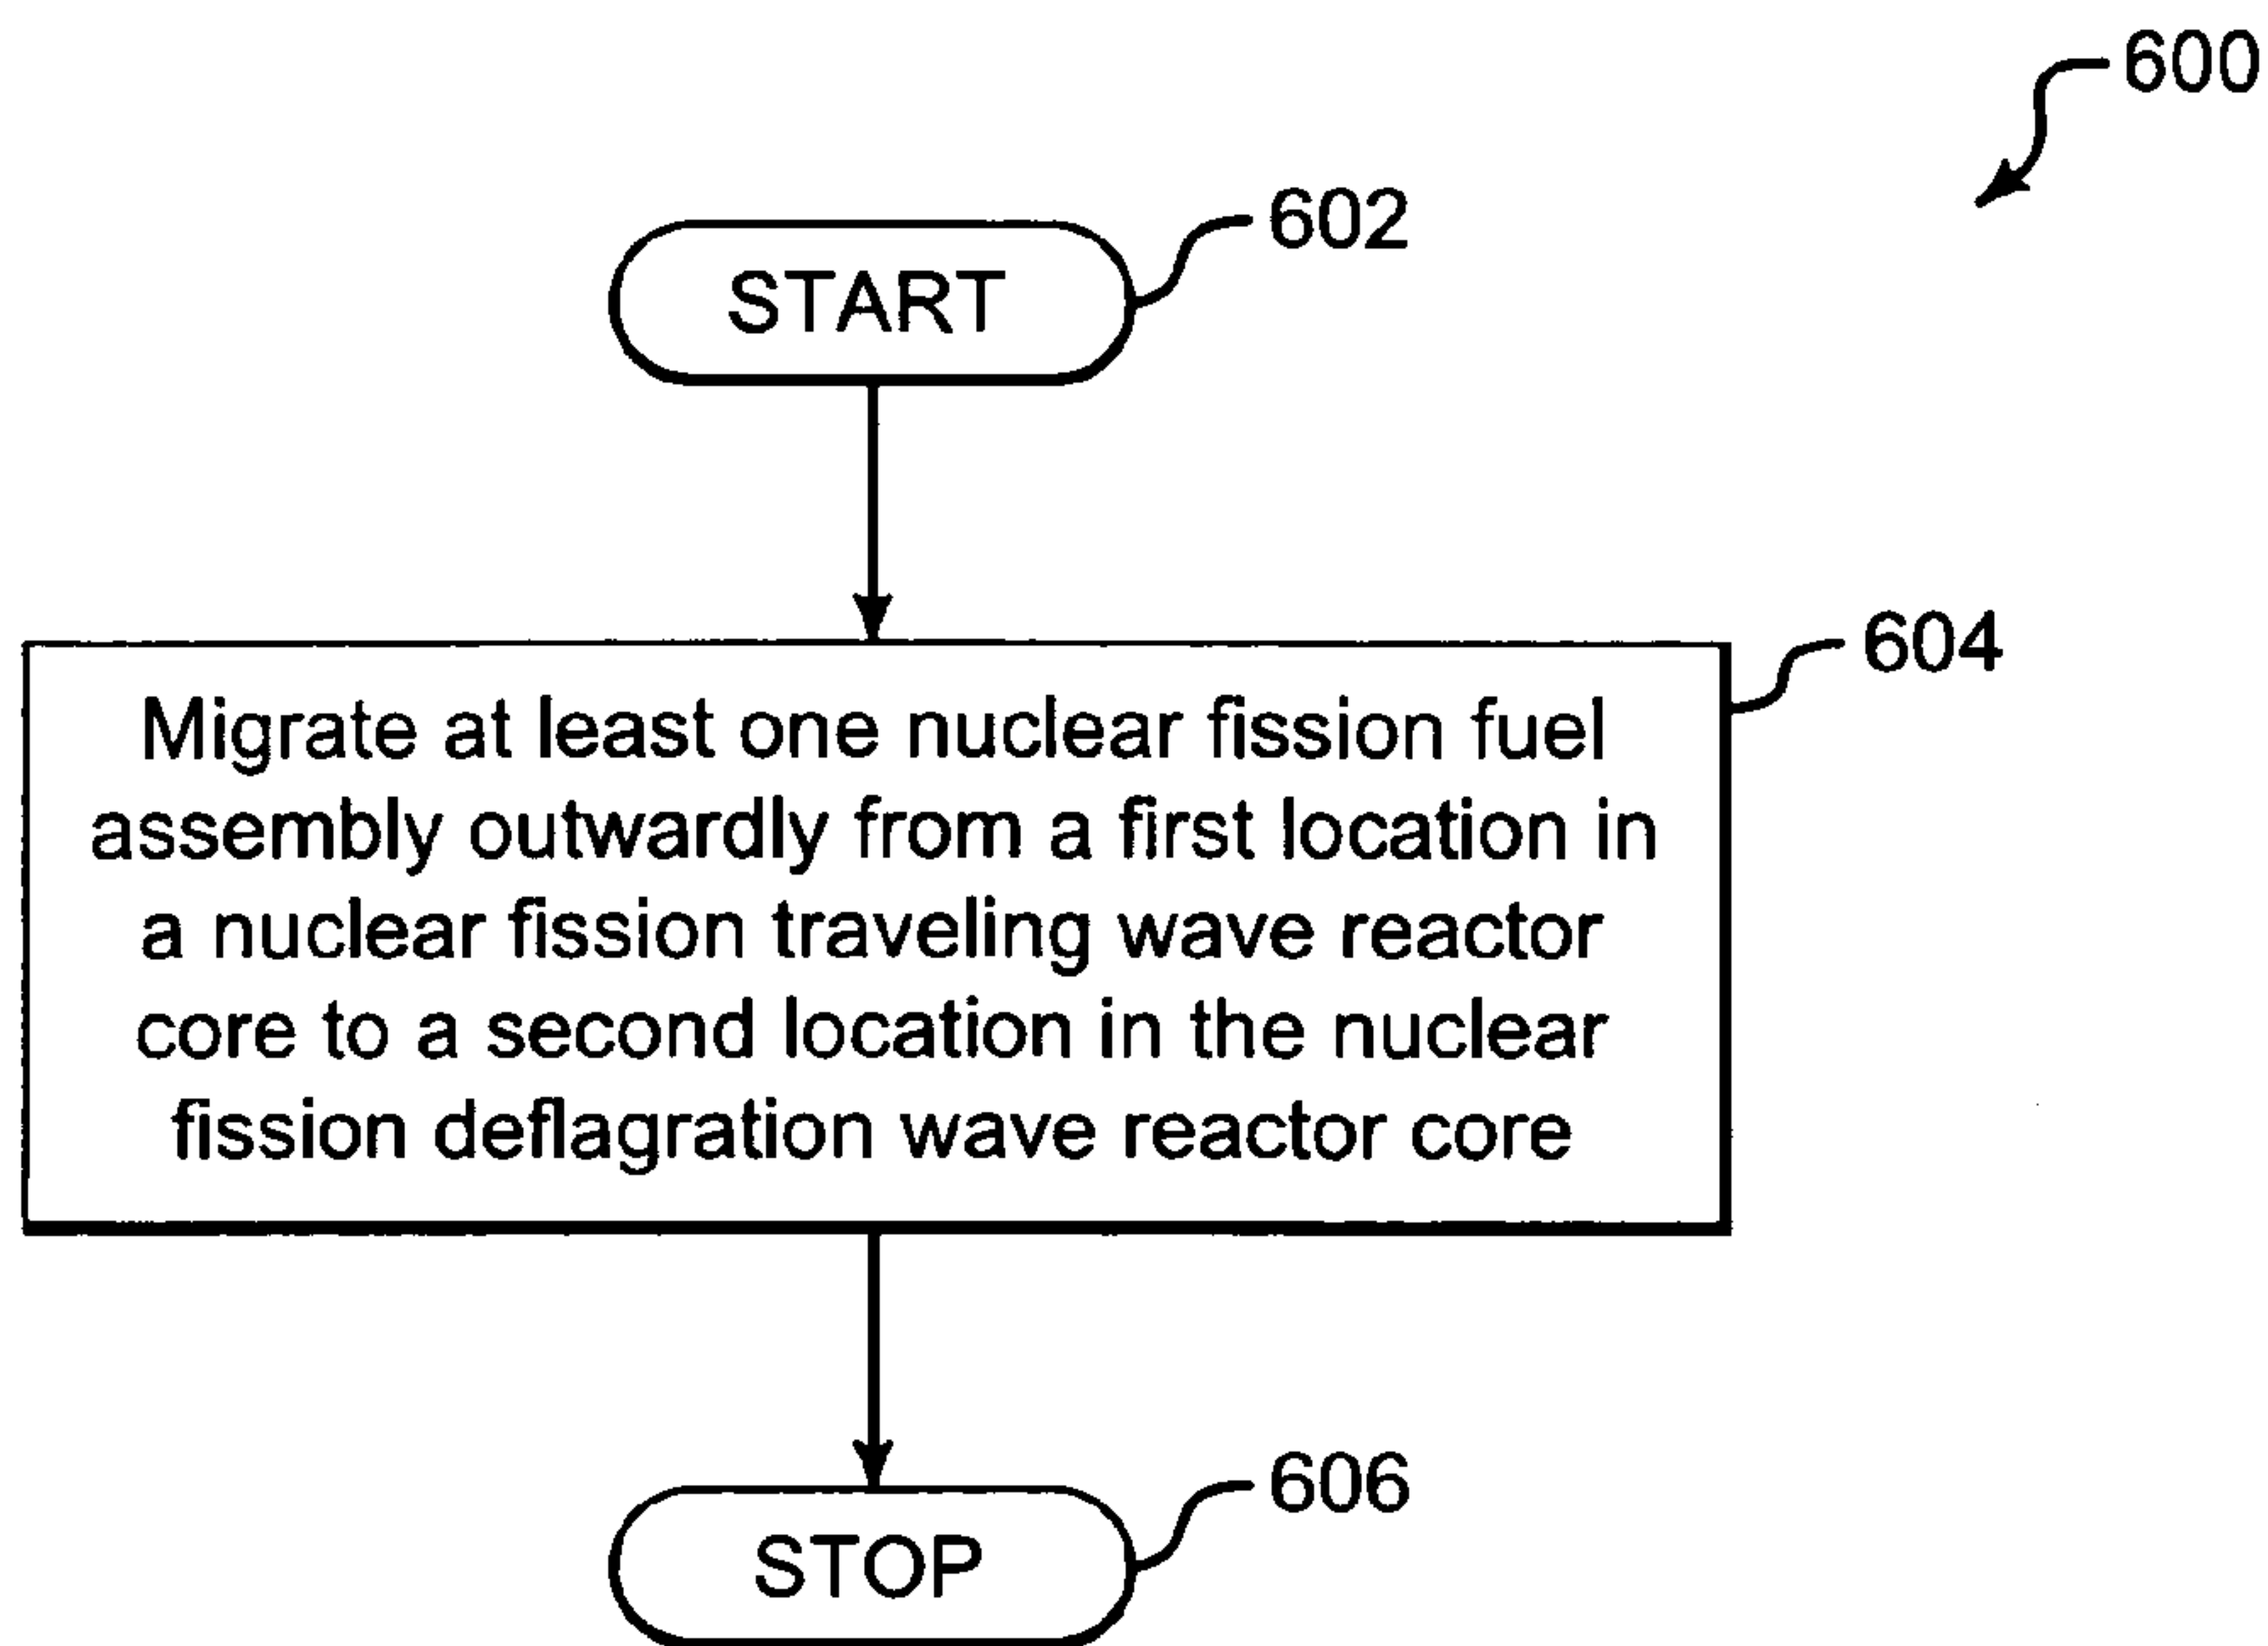 600
602
START
604
Migrate at least one nuclear fission fuel
assembly outwardly from a first location in
a nuclear fission traveling wave reactor
core to a second location in the nuclear
fission deflagration wave reactor core
606
STOP